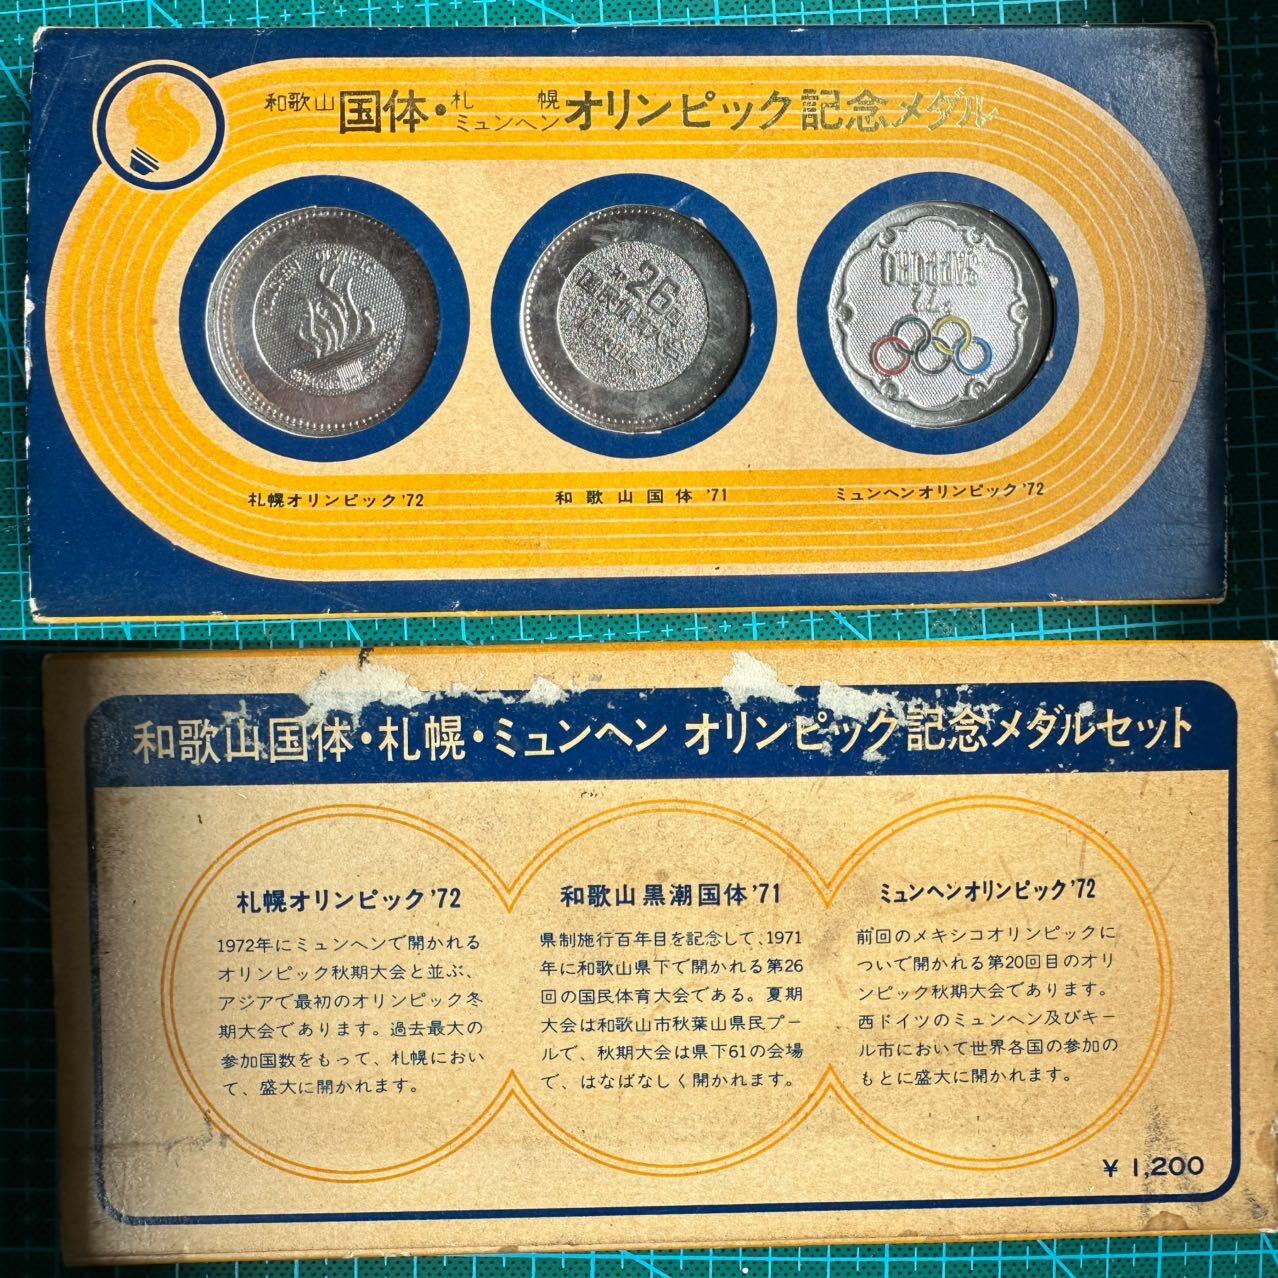 和歌山国体・札幌ミュンヘンオリンピック記念メダル
第26回
SAPPORO
'72
札幌オリンピック'72
和歌山国体'71
ミュンヘンオリンピック'72
和歌山国体・札幌・ミュンヘン オリンピック記念メダルセット
札幌オリンピック'72
1972年にミュンヘンで開かれる
オリンピック秋期大会と並ぶ、
アジアで最初のオリンピック冬
期大会であります。過去最大の
参加国数をもって、札幌におい
て、盛大に開かれます。
和歌山黒潮国体'71
県制施行百年目を記念して、1971
年に和歌山県下で開かれる第26
回の国民体育大会である。夏期
大会は和歌山市秋葉山県民プー
ルで、秋期大会は県下61の会場
で、はなばなしく開かれます。
ミュンヘンオリンピック'72
前回のメキシコオリンピックに
ついで開かれる第20回目のオリ
ンピック秋期大会であります。
西ドイツのミュンヘン及びキー
ル市において世界各国の参加の
もとに盛大に開かれます。
¥ 1,200